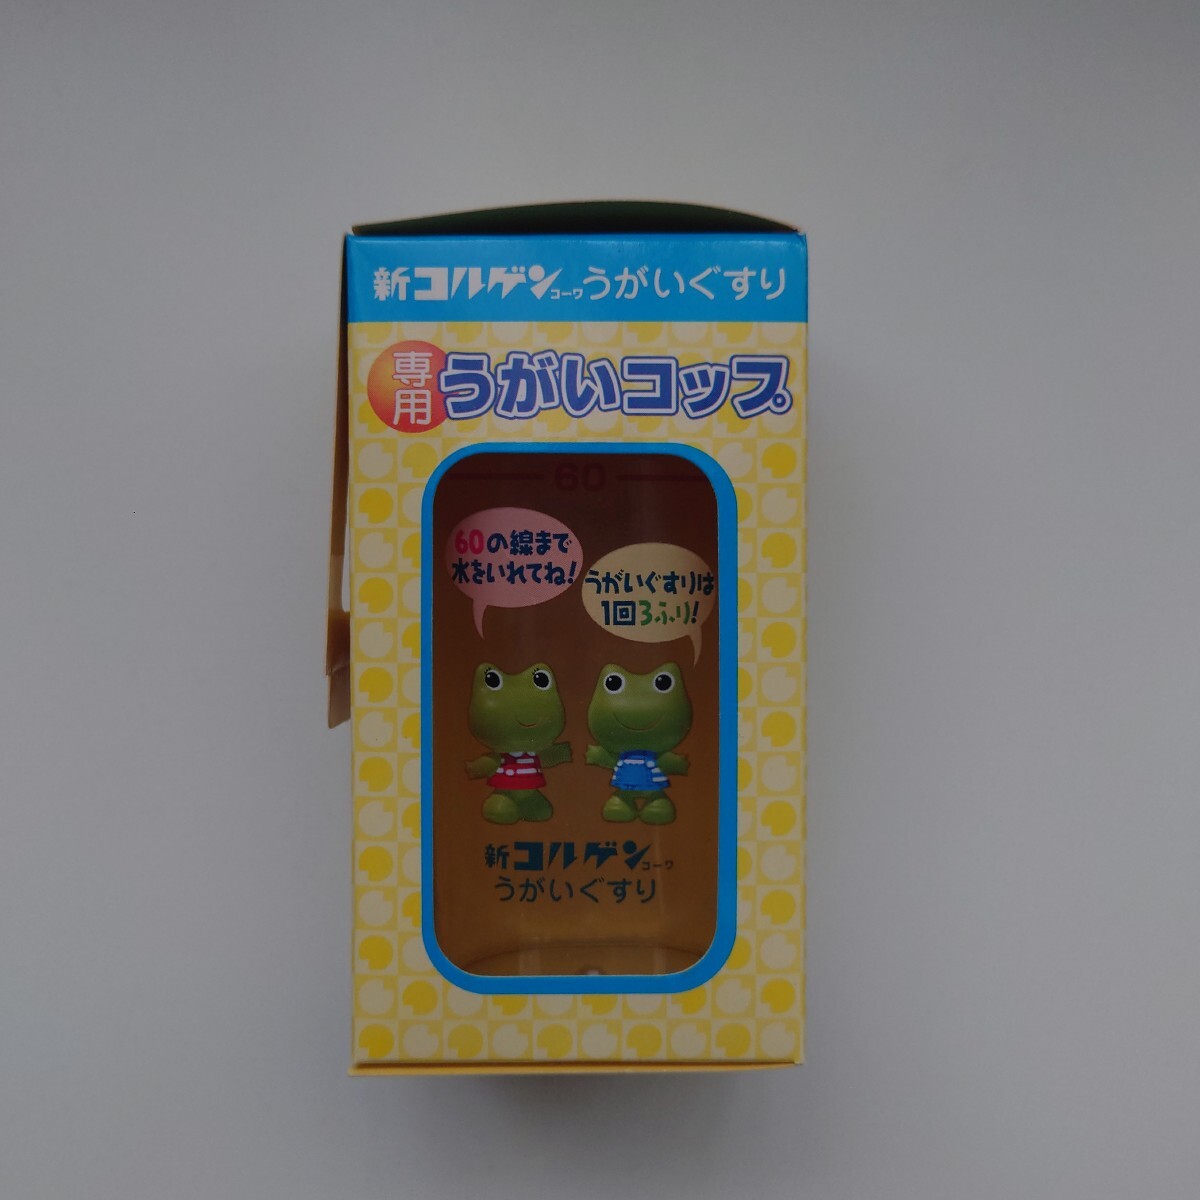 新コルゲンコーワうがいぐすり
専用うがいコップ
60
60の線まで
水をいれてね!
うがいぐすりは
1回3ふり!
新コルゲンコーワ
うがいぐすり